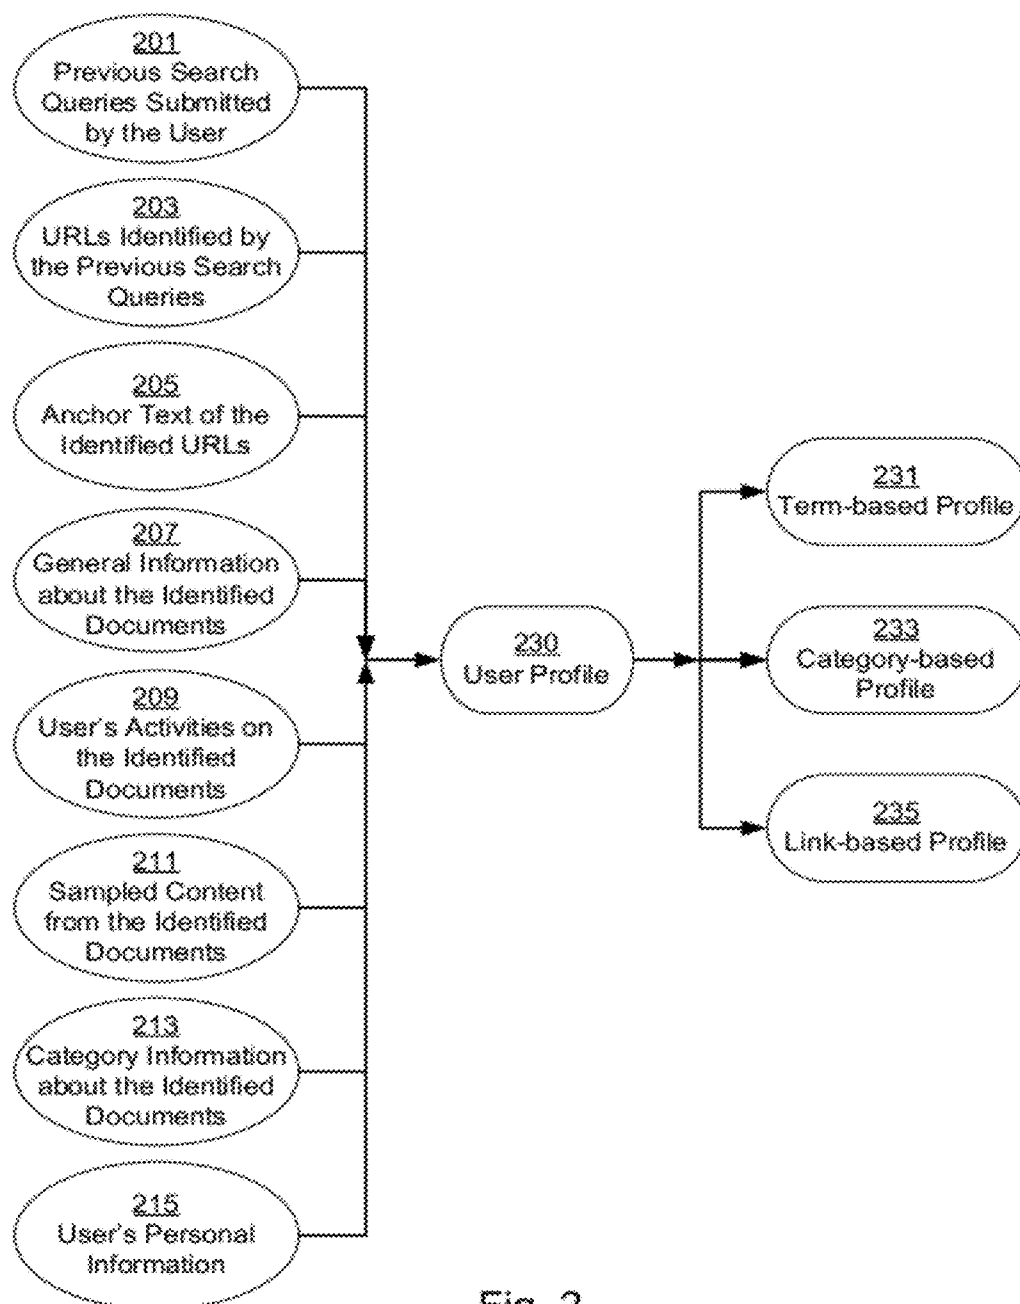 201
Previous Search
Queries Submitted
by the User
203
URLs Identified by
the Previous Search
Queries
205
Anchor Text of the
Identified URLs
207
General Information
about the Identified
Documents
209
User's Activities on
the Identified
Documents
211
Sampled Content
from the Identified
Documents
213
Category Information
about the Identified
Documents
215
User's Personal
Information
230
User Profile
231
Term-based Profile
233
Category-based
Profile
235
Link-based Profile
Fig. 2